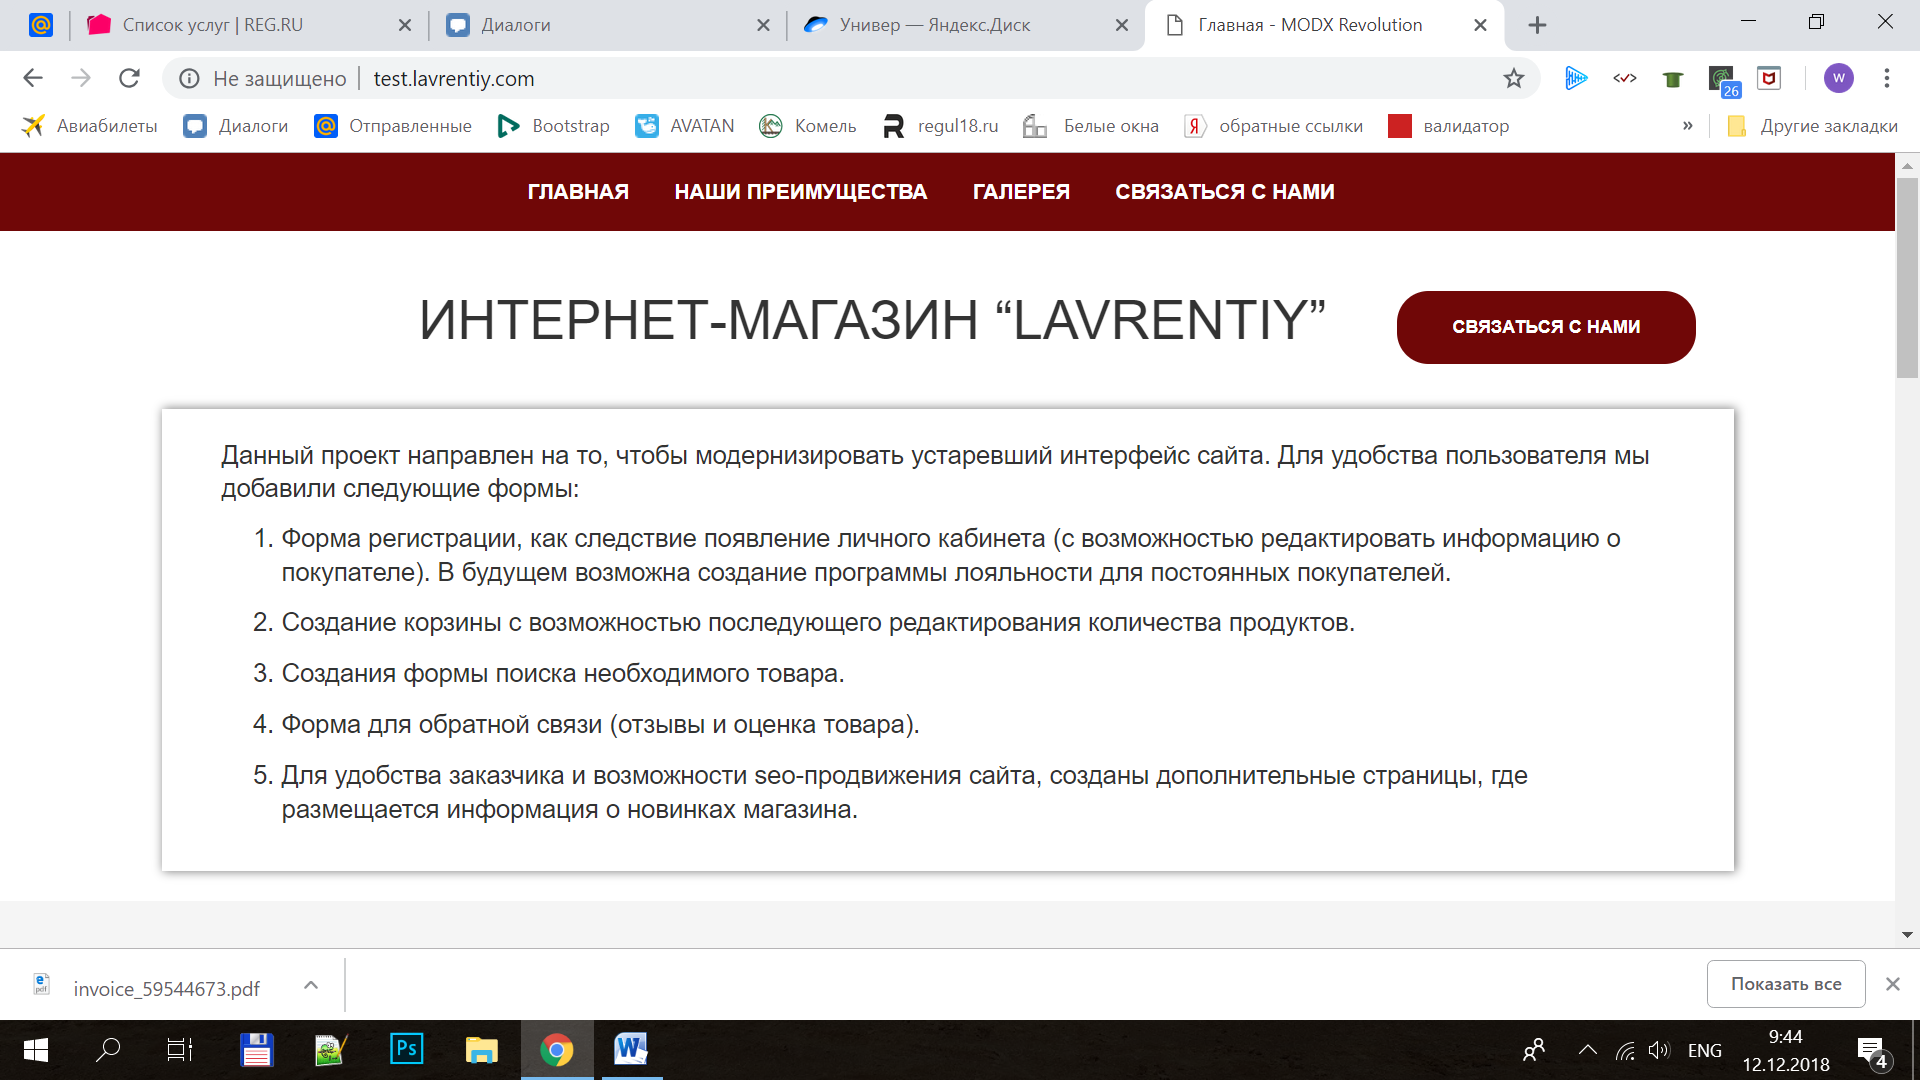 Список услуг | REG.RU
Диалоги
Универ — Яндекс.Диск
Главная - MODX Revolution
Не защищено
test.lavrentiy.com
26
W
Авиабилеты
Диалоги
Отправленные
Bootstrap
AVATAN
Комель
regul18.ru
Белые окна
обратные ссылки
валидатор
»
Другие закладки
ГЛАВНАЯ
НАШИ ПРЕИМУЩЕСТВА
ГАЛЕРЕЯ
СВЯЗАТЬСЯ С НАМИ
ИНТЕРНЕТ-МАГАЗИН “LAVRENTIY”
СВЯЗАТЬСЯ С НАМИ
Данный проект направлен на то, чтобы модернизировать устаревший интерфейс сайта. Для удобства пользователя мы
добавили следующие формы:
1. Форма регистрации, как следствие появление личного кабинета (с возможностью редактировать информацию о
покупателе). В будущем возможна создание программы лояльности для постоянных покупателей.
2. Создание корзины с возможностью последующего редактирования количества продуктов.
3. Создания формы поиска необходимого товара.
4. Форма для обратной связи (отзывы и оценка товара).
5. Для удобства заказчика и возможности seo-продвижения сайта, созданы дополнительные страницы, где
размещается информация о новинках магазина.
invoice_59544673.pdf
Показать все
Ps
W
ENG
9:44
12.12.2018
4